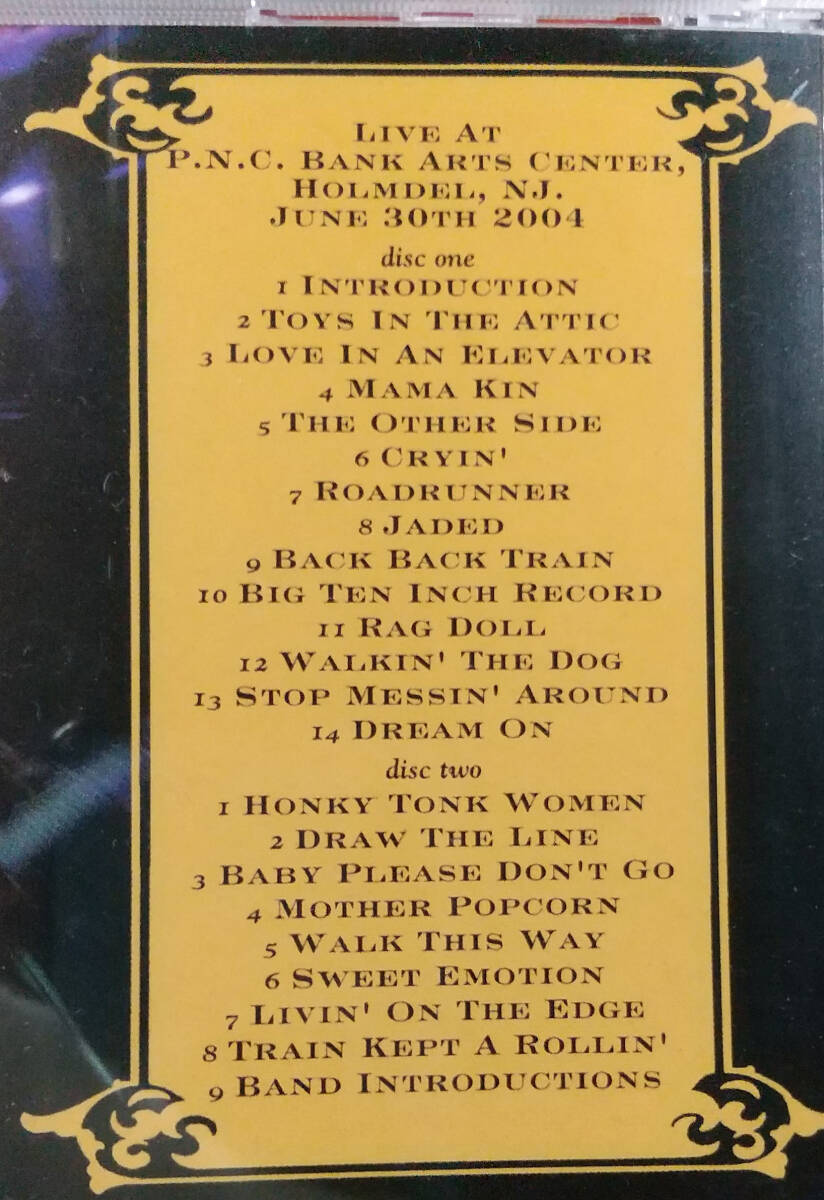 LIVE AT
P.N.C. BANK ARTS CENTER,
HOLMDEL, NJ.
JUNE 30TH 2004
disc one
1 INTRODUCTION
2 TOYS IN THE ATTIC
3 LOVE IN AN ELEVATOR
4 MAMA KIN
5 THE OTHER SIDE
6 CRYIN'
7 ROADRUNNER
8 JADED
9 BACK BACK TRAIN
10 BIG TEN INCH RECORD
11 RAG DOLL
12 WALKIN' THE DOG
13 STOP MESSIN' AROUND
14 DREAM ON
disc two
1 HONKY TONK WOMEN
2 DRAW THE LINE
3 BABY PLEASE DON'T GO
4 MOTHER POPCORN
5 WALK THIS WAY
6 SWEET EMOTION
7 LIVIN' ON THE EDGE
8 TRAIN KEPT A ROLLIN'
9 BAND INTRODUCTIONS